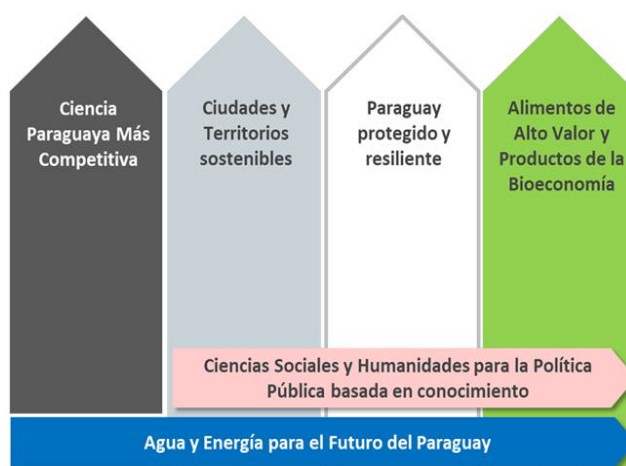 Ciencia
Paraguaya Más
Competitiva
Ciudades y
Territorios
sostenibles
Paraguay
protegido y
resiliente
Alimentos de
Alto Valor y
Productos de la
Bioeconomía
Ciencias Sociales y Humanidades para la Política
Pública basada en conocimiento
Agua y Energía para el Futuro del Paraguay